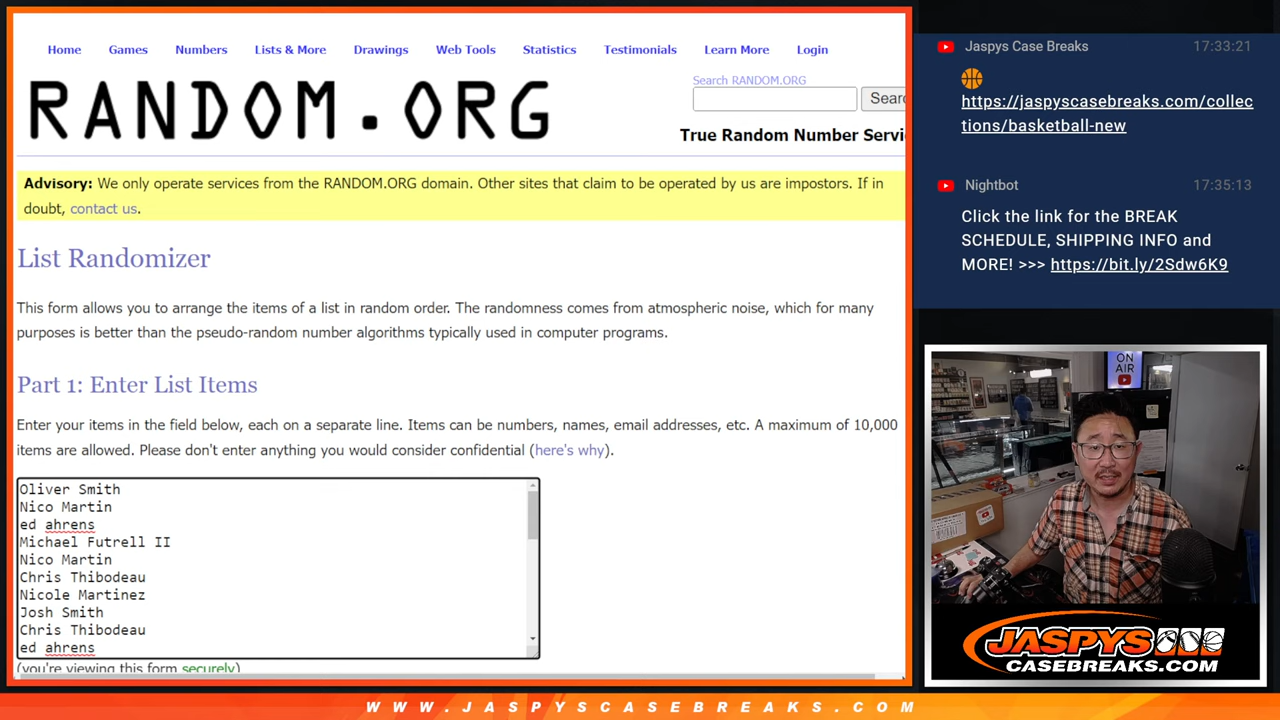 Home Games Numbers Lists & More Drawings Web Tools Statistics Testimonials Learn More Login
RANDOM.ORG
Search RANDOM.ORG
True Random Number Servi
Advisory: We only operate services from the RANDOM.ORG domain. Other sites that claim to be operated by us are impostors. If in
doubt, contact us.
List Randomizer
This form allows you to arrange the items of a list in random order. The randomness comes from atmospheric noise, which for many
purposes is better than the pseudo-random number algorithms typically used in computer programs.
Part 1: Enter List Items
Enter your items in the field below, each on a separate line. Items can be numbers, names, email addresses, etc. A maximum of 10,000
items are allowed. Please don't enter anything you would consider confidential (here's why).
Oliver Smith
Nico Martin
ed ahrens
Michael Futrell II
Nico Martin
Chris Thibodeau
Nicole Martinez
Josh Smith
Chris Thibodeau
ed ahrens
(you're viewing this form securely)
Jaspys Case Breaks 17:33:21
https://jaspyscasebreaks.com/collec
tions/basketball-new
Nightbot 17:35:13
Click the link for the BREAK
SCHEDULE, SHIPPING INFO and
MORE! >>> https://bit.ly/2Sdw6K9
ON
AIR
JASPYS
CASEBREAKS.COM
WWW.JASPYSCASEBREAKS.COM